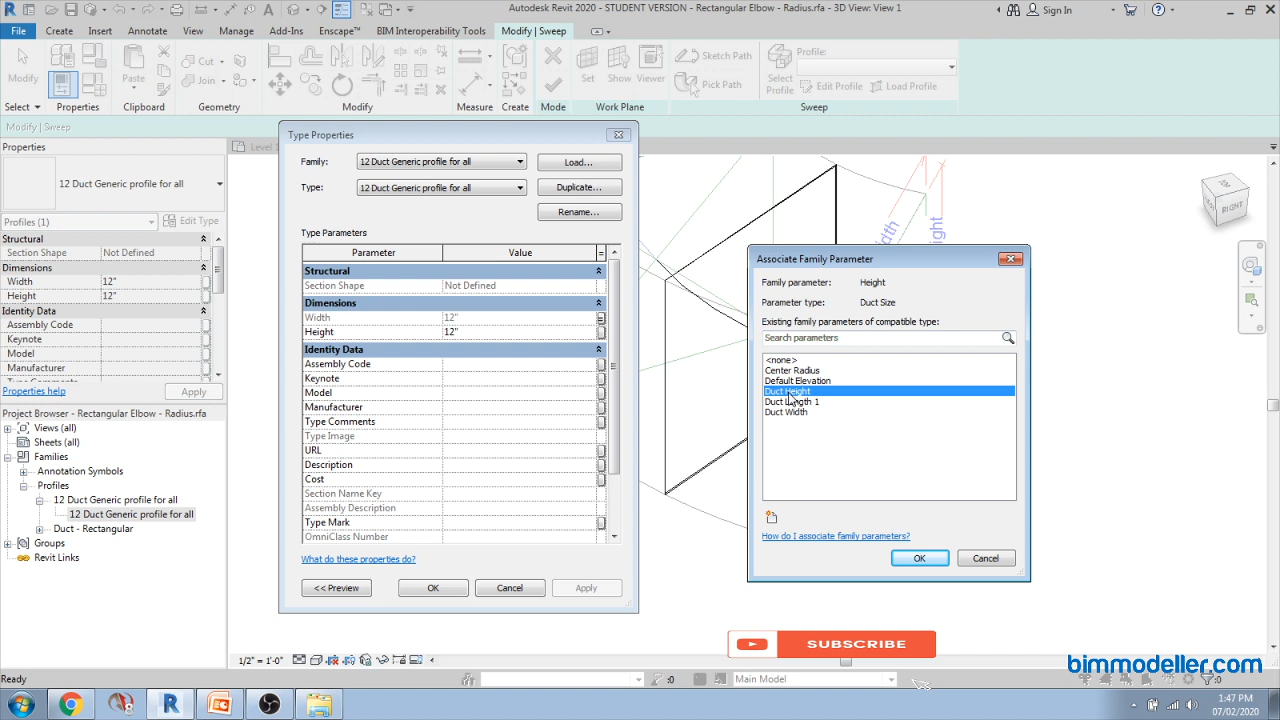 Autodesk Revit 2020 - STUDENT VERSION - Rectangular Elbow - Radius.rfa - 3D View: View 1
Sign In
File Create Insert Annotate View Manage Add-Ins Enscape™ BIM Interoperability Tools Modify | Sweep
Modify
Paste
Cut
Join
Set Show Viewer
Sketch Path
Pick Path
Select Profile
Profile:
Edit Profile
Load Profile
Select Properties Clipboard Geometry Modify Measure Create Mode Work Plane Sweep
Modify | Sweep
Properties
12 Duct Generic profile for all
Profiles (1)
Edit Type
Structural
Section Shape Not Defined
Dimensions
Width 12"
Height 12"
Identity Data
Assembly Code
Keynote
Model
Manufacturer
Type Comments
Properties help
Apply
Project Browser - Rectangular Elbow - Radius.rfa
Views (all)
Sheets (all)
Families
Annotation Symbols
Profiles
12 Duct Generic profile for all
12 Duct Generic profile for all
Duct - Rectangular
Groups
Revit Links
Level
Type Properties
Family: 12 Duct Generic profile for all Load...
Type: 12 Duct Generic profile for all Duplicate...
Rename...
Type Parameters
Parameter Value =
Structural
Section Shape Not Defined
Dimensions
Width 12"
Height 12"
Identity Data
Assembly Code
Keynote
Model
Manufacturer
Type Comments
Type Image
URL
Description
Cost
Section Name Key
Assembly Description
Type Mark
OmniClass Number
What do these properties do?
<< Preview OK Cancel Apply
RIGHT
Associate Family Parameter
Family parameter: Height
Parameter type: Duct Size
Existing family parameters of compatible type:
Search parameters
<none>
Center Radius
Default Elevation
Duct Height
Duct Length 1
Duct Width
How do I associate family parameters?
OK Cancel
SUBSCRIBE
bimmodeller.com
1/2" = 1'-0"
Ready
:0
Main Model
:0
1:47 PM
07/02/2020